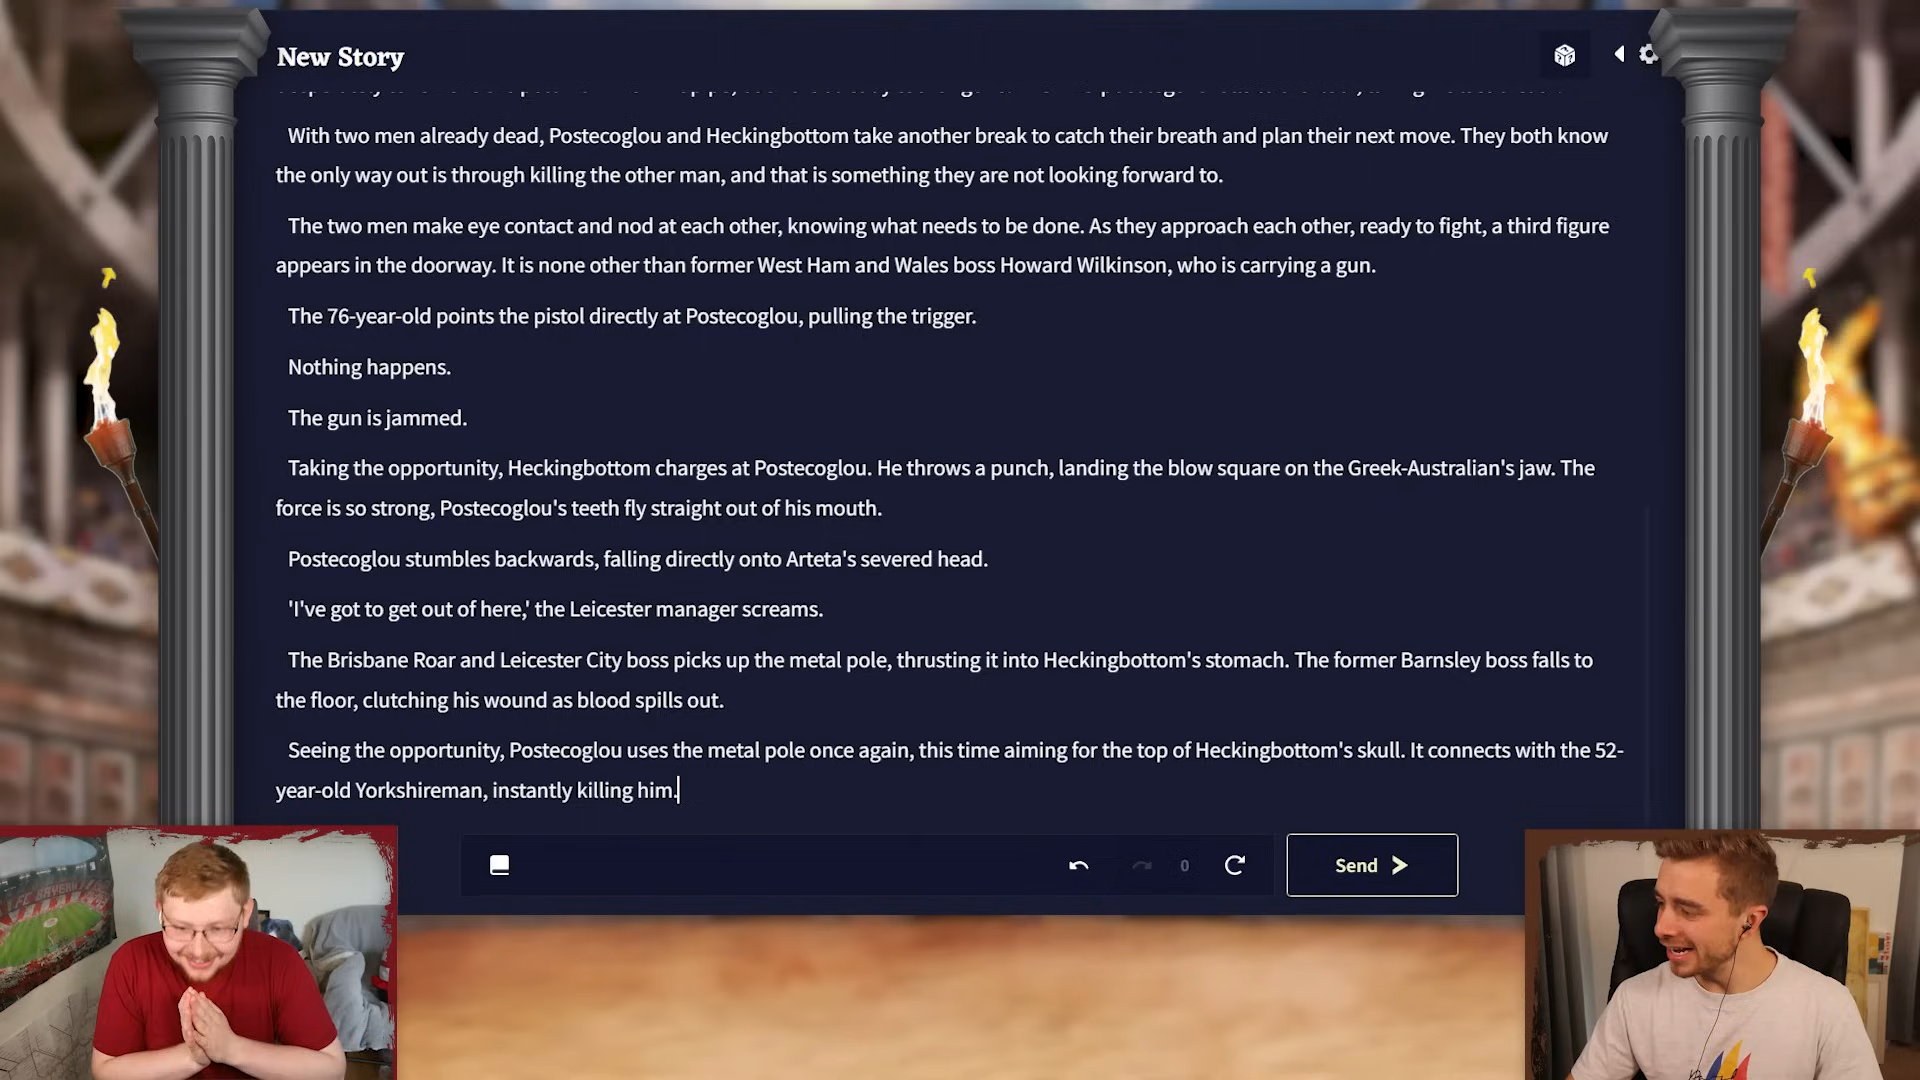 New Story
With two men already dead, Postecoglou and Heckingbottom take another break to catch their breath and plan their next move. They both know
the only way out is through killing the other man, and that is something they are not looking forward to.
The two men make eye contact and nod at each other, knowing what needs to be done. As they approach each other, ready to fight, a third figure
appears in the doorway. It is none other than former West Ham and Wales boss Howard Wilkinson, who is carrying a gun.
The 76-year-old points the pistol directly at Postecoglou, pulling the trigger.
Nothing happens.
The gun is jammed.
Taking the opportunity, Heckingbottom charges at Postecoglou. He throws a punch, landing the blow square on the Greek-Australian's jaw. The
force is so strong, Postecoglou's teeth fly straight out of his mouth.
Postecoglou stumbles backwards, falling directly onto Arteta's severed head.
'I've got to get out of here,' the Leicester manager screams.
The Brisbane Roar and Leicester City boss picks up the metal pole, thrusting it into Heckingbottom's stomach. The former Barnsley boss falls to
the floor, clutching his wound as blood spills out.
Seeing the opportunity, Postecoglou uses the metal pole once again, this time aiming for the top of Heckingbottom's skull. It connects with the 52-
year-old Yorkshireman, instantly killing him.
0
Send